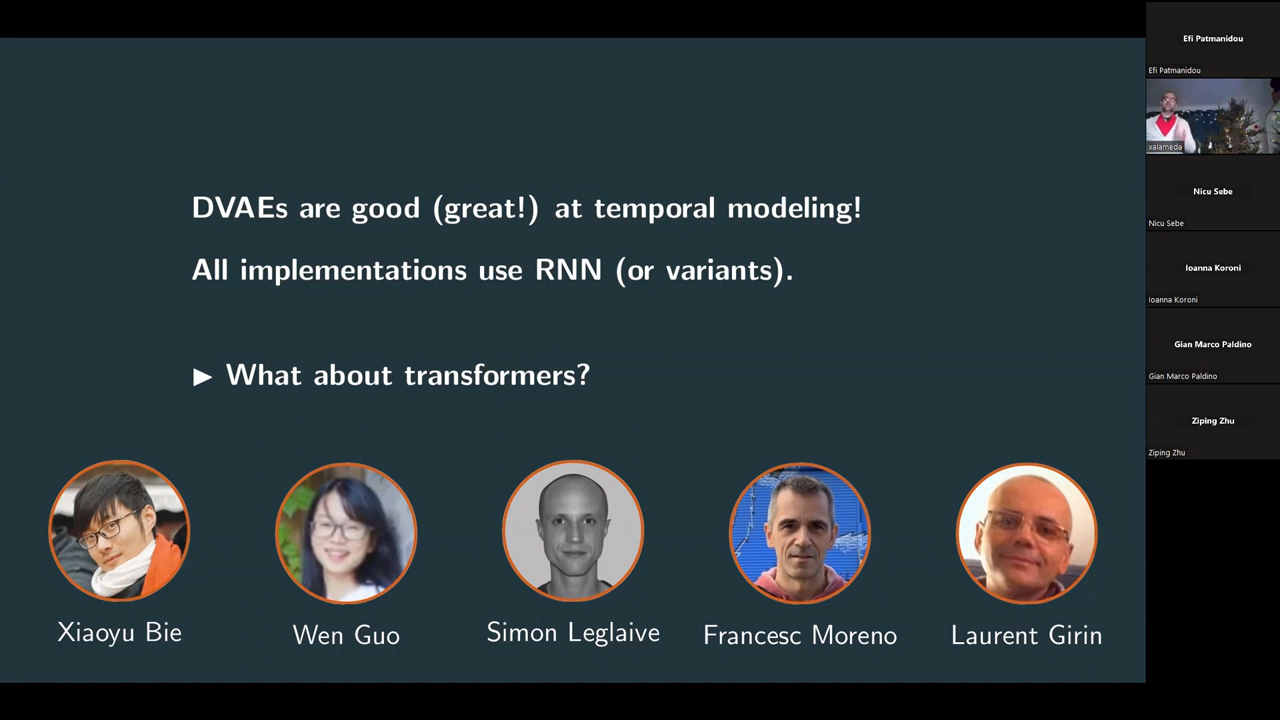 DVAEs are good (great!) at temporal modeling!
All implementations use RNN (or variants).
▶ What about transformers?
Xiaoyu Bie
Wen Guo
Simon Leglaive
Francesc Moreno
Laurent Girin
Efi Patmanidou
Efi Patmanidou
xalameda
Nicu Sebe
Nicu Sebe
Ioanna Koroni
Ioanna Koroni
Gian Marco Paldino
Gian Marco Paldino
Ziping Zhu
Ziping Zhu